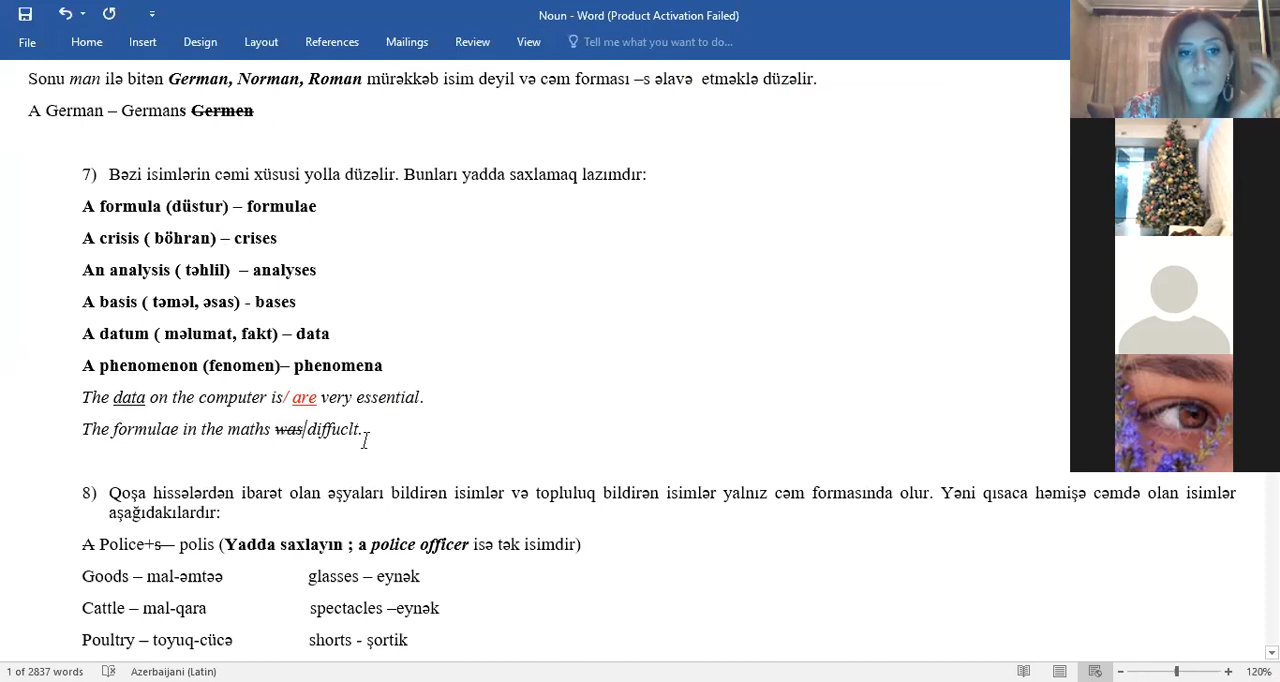 Noun - Word (Product Activation Failed)
File Home Insert Design Layout References Mailings Review View Tell me what you want to do...
Sonu man ilə bitən German, Norman, Roman mürəkkəb isim deyil və cəm forması –s əlavə etməklə düzəlir.
A German – Germans Germen
7) Bəzi isimlərin cəmi xüsusi yolla düzəlir. Bunları yadda saxlamaq lazımdır:
A formula (düstur) – formulae
A crisis ( böhran) – crises
An analysis ( təhlil) – analyses
A basis ( təməl, əsas) - bases
A datum ( məlumat, fakt) – data
A phenomenon (fenomen)– phenomena
The data on the computer is/ are very essential.
The formulae in the maths was/diffuclt.
8) Qoşa hissələrdən ibarət olan əşyaları bildirən isimlər və topluluq bildirən isimlər yalnız cəm formasında olur. Yəni qısaca həmişə cəmdə olan isimlər
aşağıdakılardır:
A Police+s– polis (Yadda saxlayın ; a police officer isə tək isimdir)
Goods – mal-əmtəə glasses – eynək
Cattle – mal-qara spectacles –eynək
Poultry – toyuq-cücə shorts - şortik
1 of 2837 words Azerbaijani (Latin) 120%